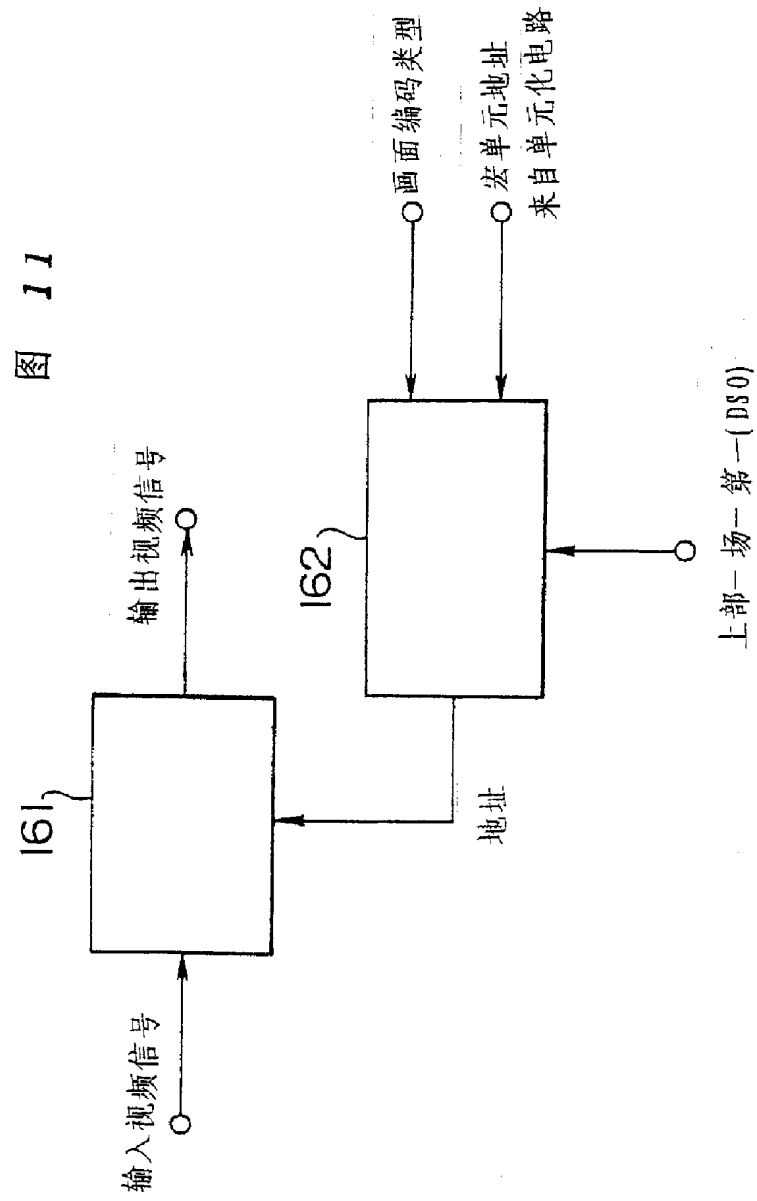 图 11
输入视频信号
161
输出视频信号
地址
162
画面编码类型
宏单元地址
来自单元化电路
上部一场一第一(DSO)